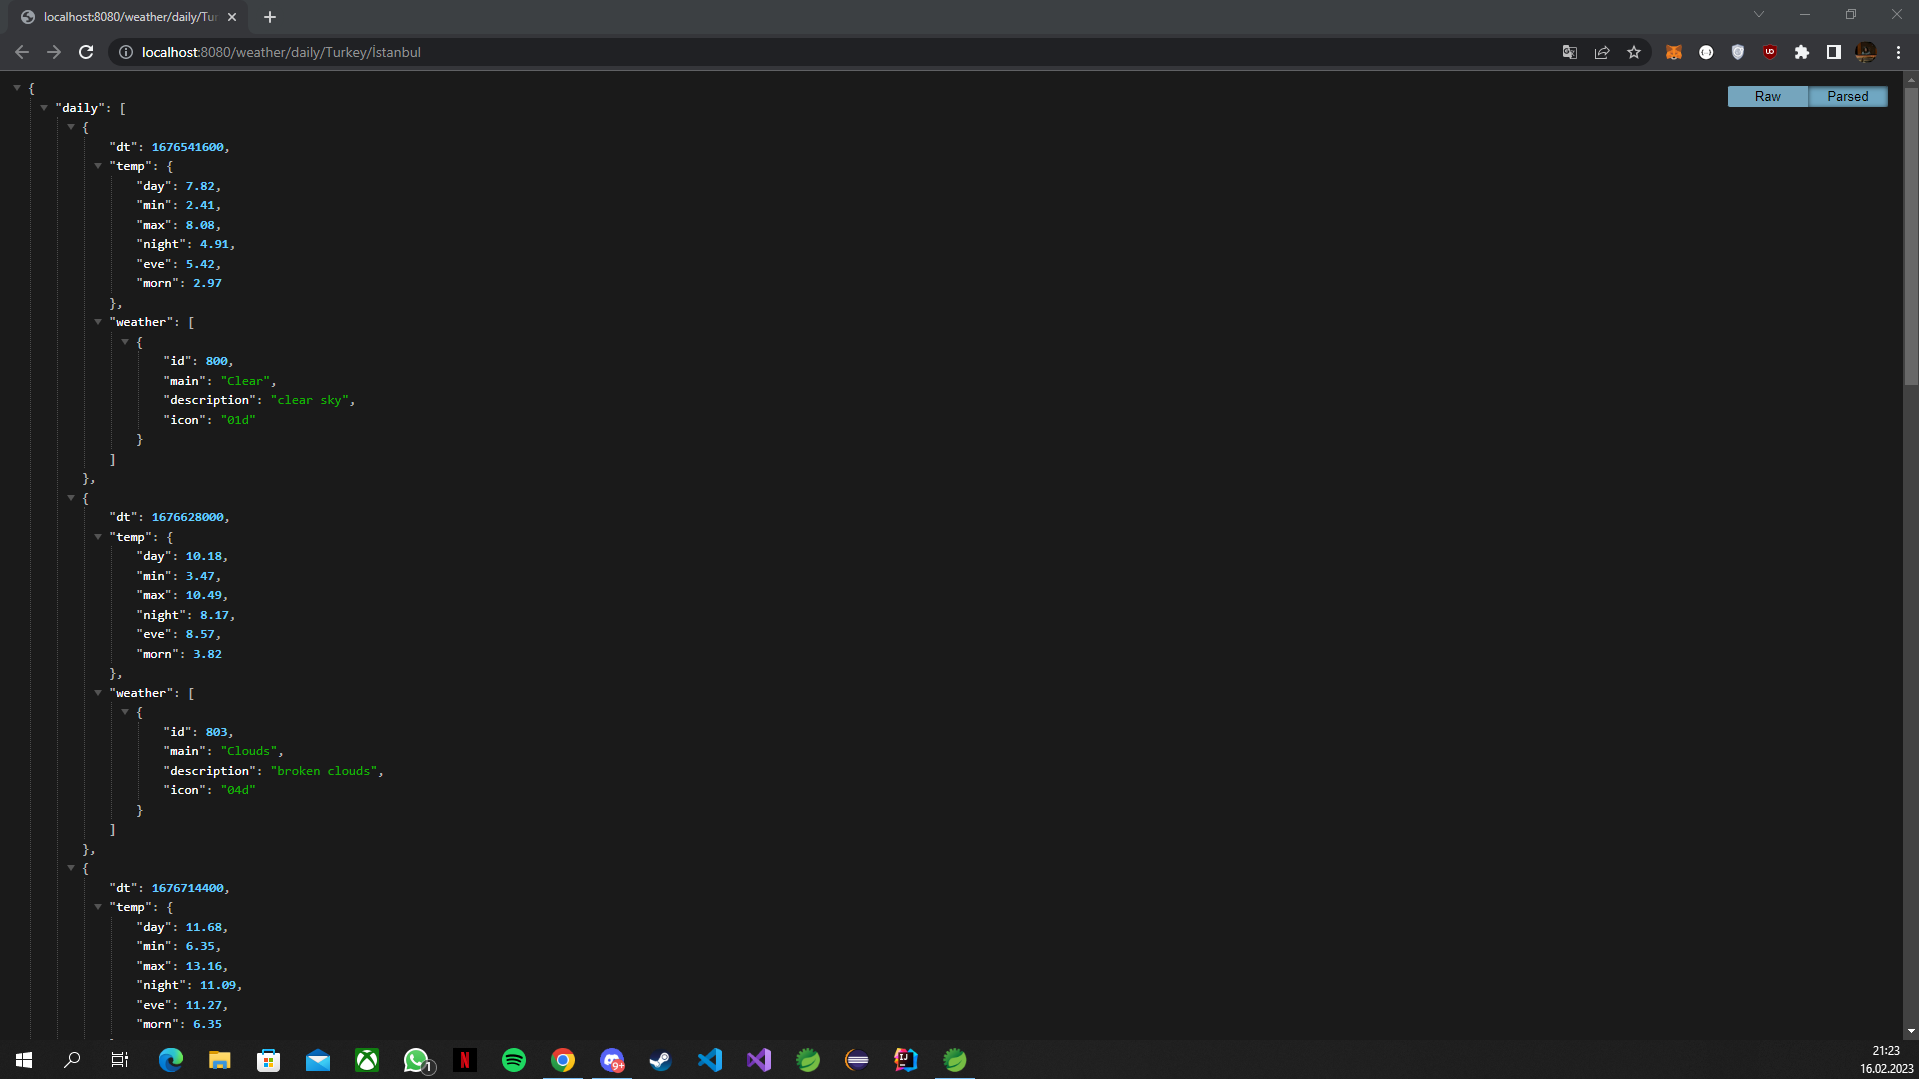 localhost:8080/weather/daily/Tur
localhost:8080/weather/daily/Turkey/İstanbul
Raw Parsed
{
"daily": [
{
"dt": 1676541600,
"temp": {
"day": 7.82,
"min": 2.41,
"max": 8.08,
"night": 4.91,
"eve": 5.42,
"morn": 2.97
},
"weather": [
{
"id": 800,
"main": "Clear",
"description": "clear sky",
"icon": "01d"
}
]
},
{
"dt": 1676628000,
"temp": {
"day": 10.18,
"min": 3.47,
"max": 10.49,
"night": 8.17,
"eve": 8.57,
"morn": 3.82
},
"weather": [
{
"id": 803,
"main": "Clouds",
"description": "broken clouds",
"icon": "04d"
}
]
},
{
"dt": 1676714400,
"temp": {
"day": 11.68,
"min": 6.35,
"max": 13.16,
"night": 11.09,
"eve": 11.27,
"morn": 6.35
1
N
9+
IJ
21:23
16.02.2023